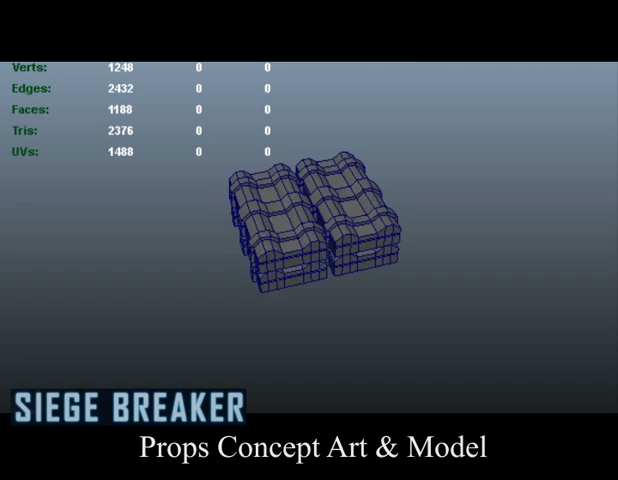 Verts: 1248 0 0
Edges: 2432 0 0
Faces: 1188 0 0
Tris: 2376 0 0
UVs: 1488 0 0
SIEGE BREAKER
Props Concept Art & Model